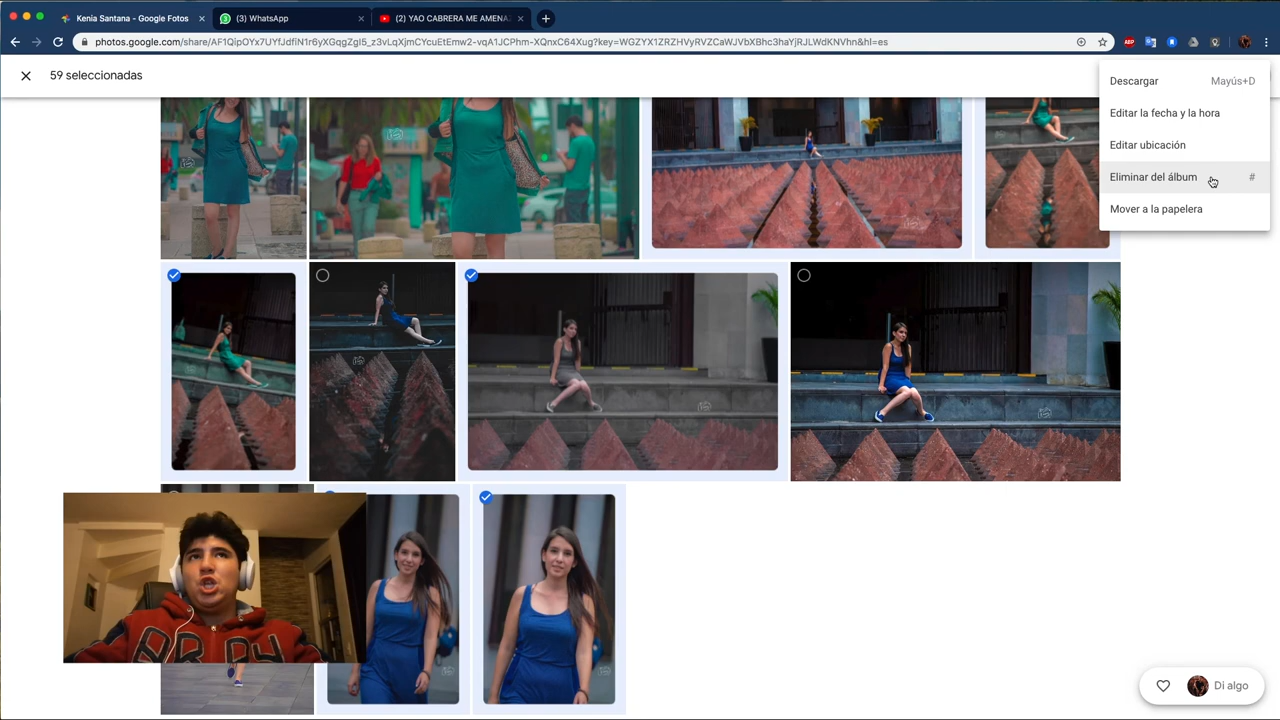 Kenia Santana - Google Fotos
(3) WhatsApp
(2) YAO CABRERA ME AMENA
photos.google.com/share/AF1QipOYx7UYfJdfiN1r6yXGqgZgI5_z3vLqXjmCYcuEtEmw2-vqA1JCPhm-XQnxC64Xug?key=WGZYX1ZRZHVyRVZCaWJVbXBhc3haYjRJLWdKNVhn&hl=es
ABP
59 seleccionadas
Descargar Mayús+D
Editar la fecha y la hora
Editar ubicación
Eliminar del álbum #
Mover a la papelera
Di algo